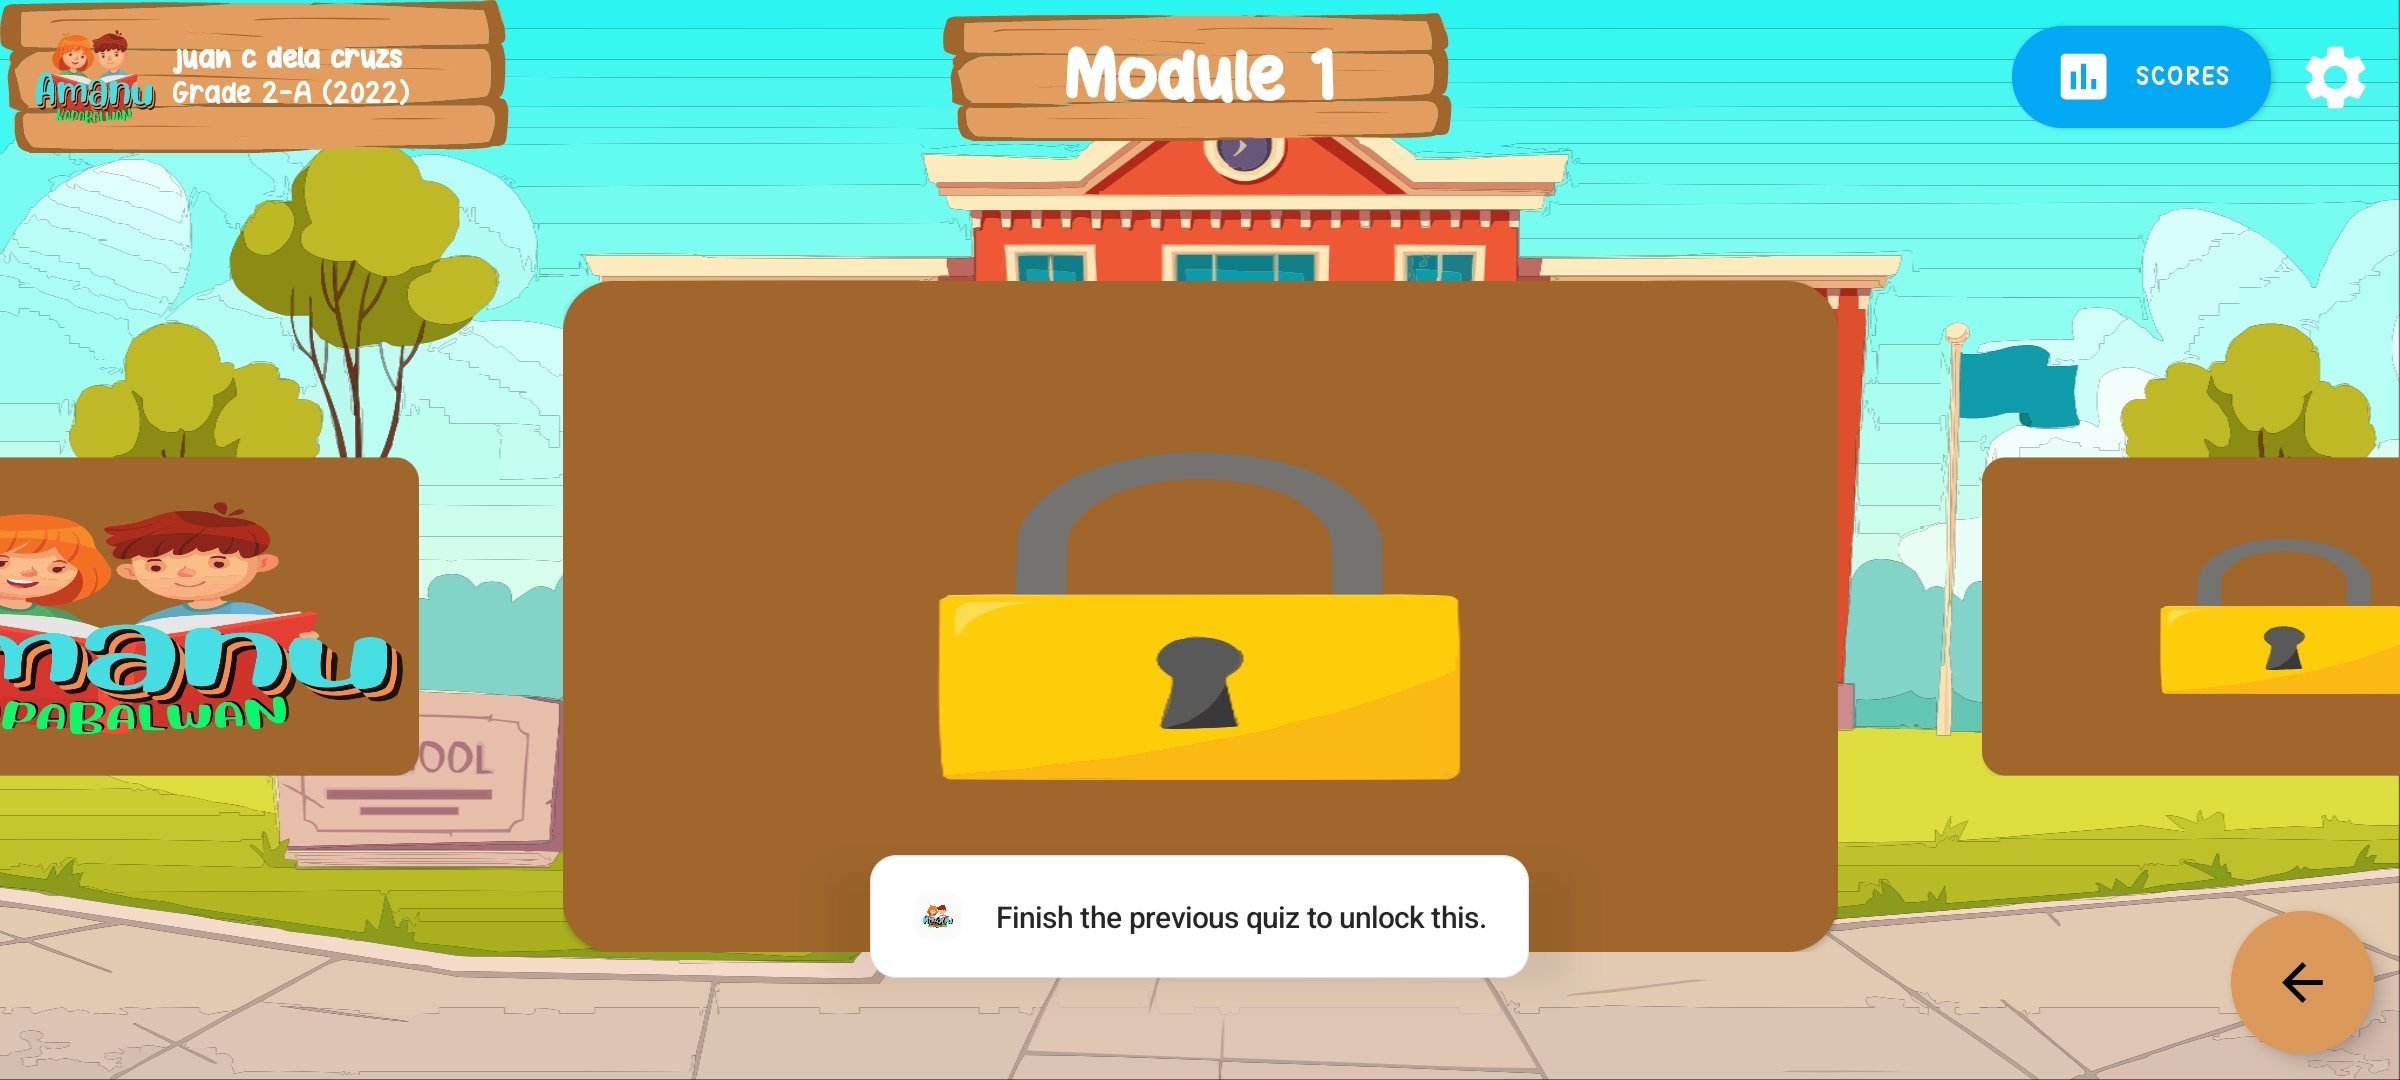 Amanu
KAPABALWAN
juan c dela cruzs
Grade 2-A (2022)
Module 1
SCORES
manu
PABALWAN
OOL
Finish the previous quiz to unlock this.